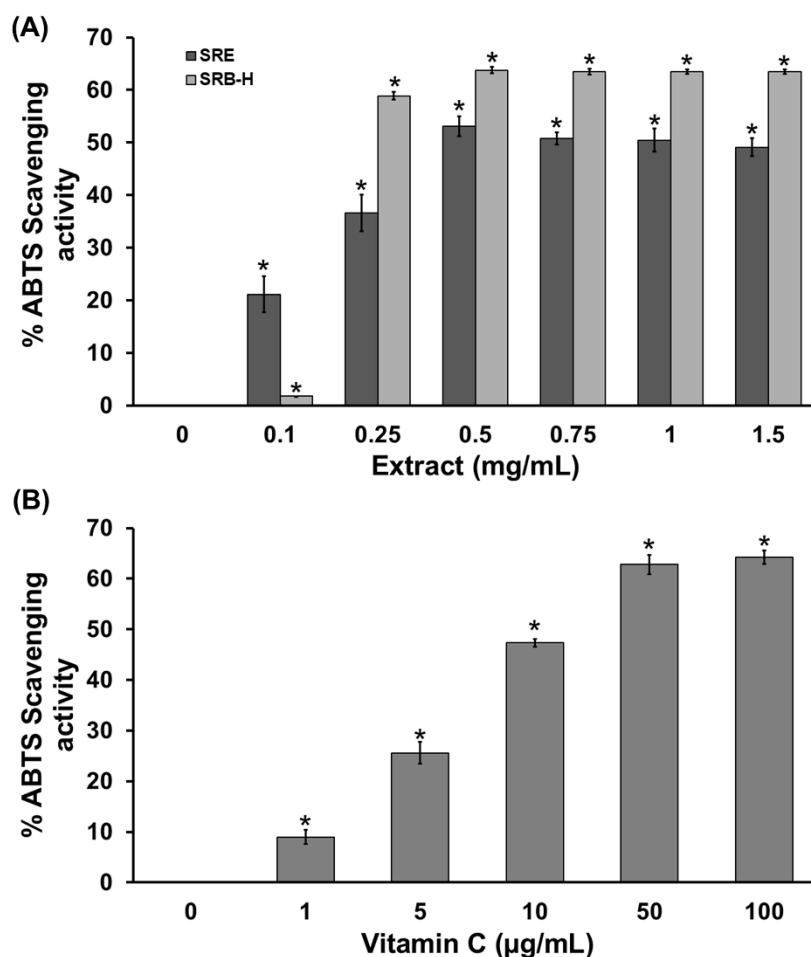 (A)
70
60
50
40
30
20
10
0
% ABTS Scavenging
activity
SRE
SRB-H
* * * * * * * * * * * *
0 0.1 0.25 0.5 0.75 1 1.5
Extract (mg/mL)
(B)
70
60
50
40
30
20
10
0
% ABTS Scavenging
activity
* * * * *
0 1 5 10 50 100
Vitamin C (µg/mL)